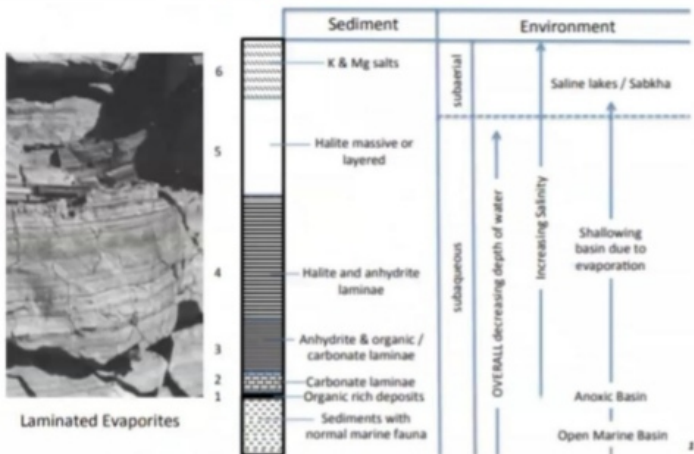 Sediment
Environment
6
K & Mg salts
subaerial
Saline lakes / Sabkha
5
Halite massive or
layered
OVERALL decreasing depth of water
Increasing Salinity
Shallowing
basin due to
evaporation
subaqueous
4
Halite and anhydrite
laminae
3
Anhydrite & organic /
carbonate laminae
2
Carbonate laminae
1
Organic rich deposits
Anoxic Basin
Laminated Evaporites
Sediments with
normal marine fauna
Open Marine Basin